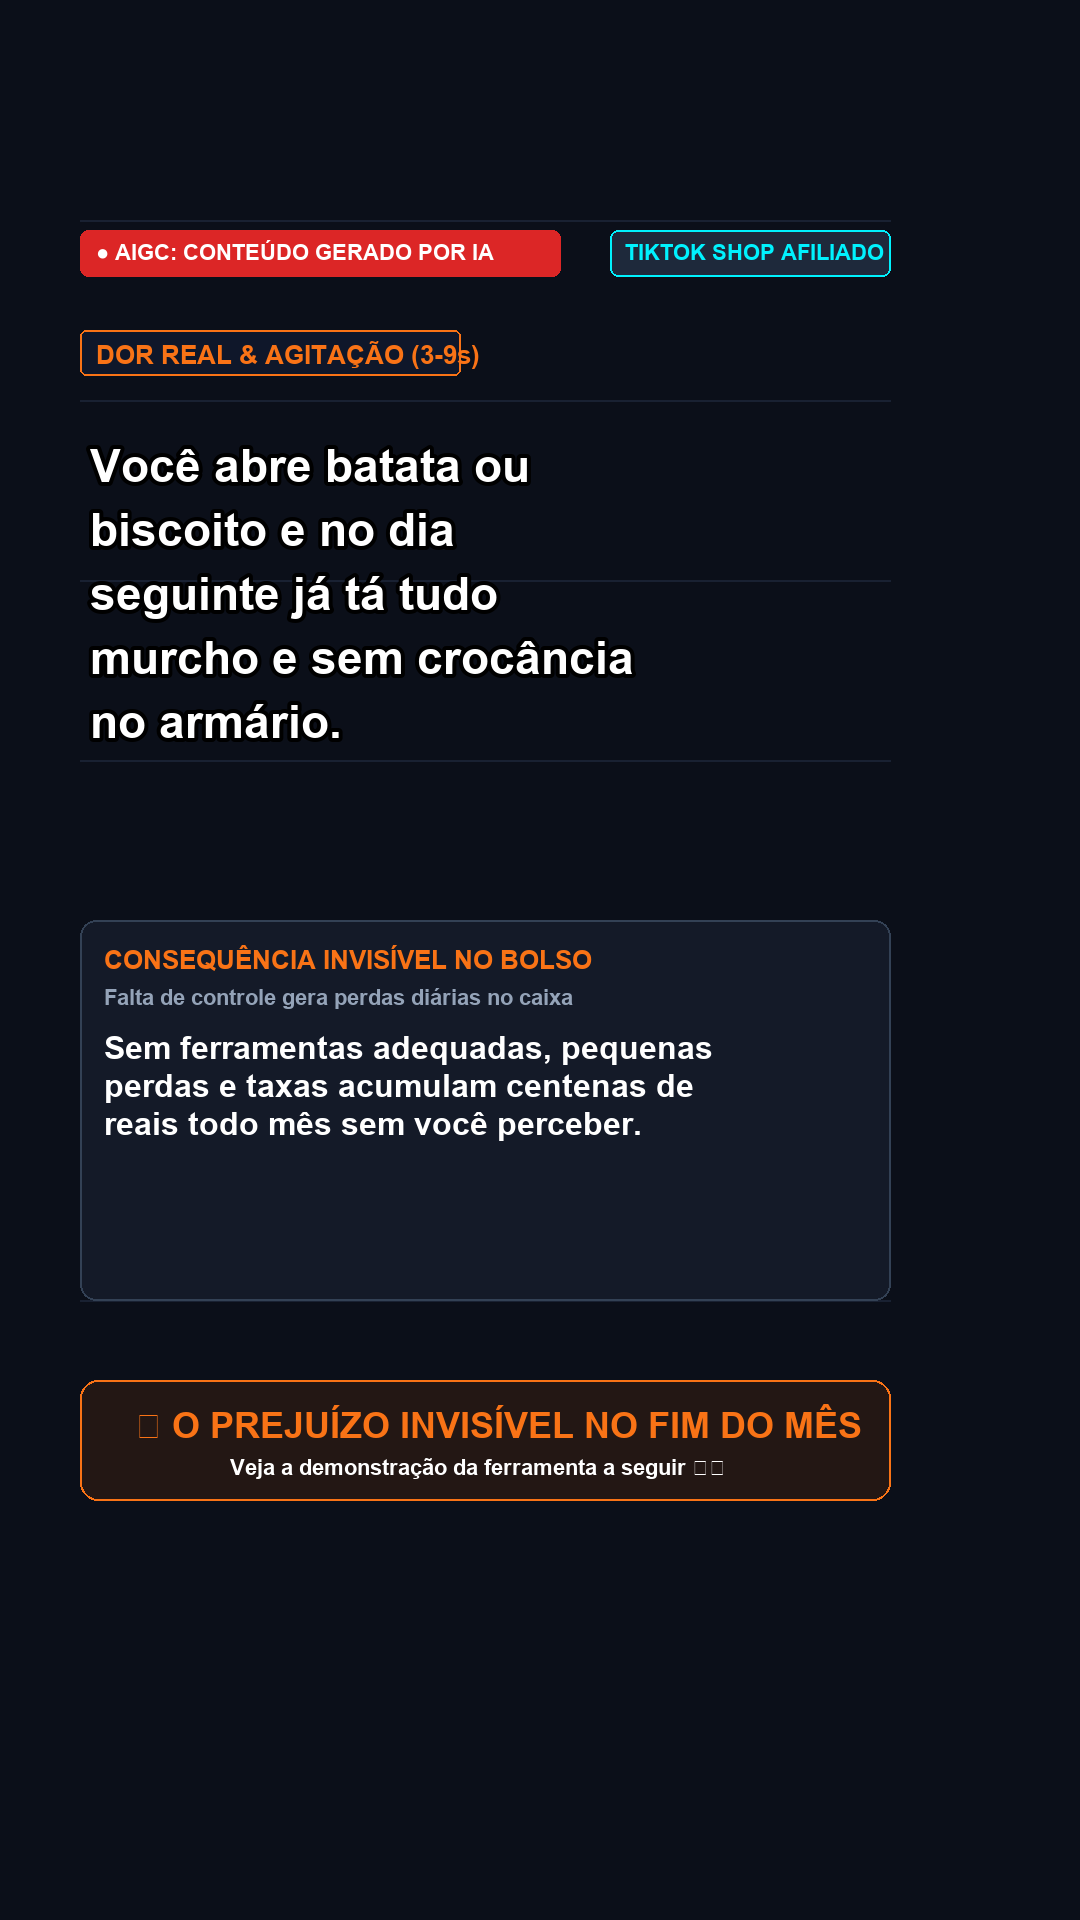 ● AIGC: CONTEÚDO GERADO POR IA
TIKTOK SHOP AFILIADO
DOR REAL & AGITAÇÃO (3-9s)
Você abre batata ou
biscoito e no dia
seguinte já tá tudo
murcho e sem crocância
no armário.
CONSEQUÊNCIA INVISÍVEL NO BOLSO
Falta de controle gera perdas diárias no caixa
Sem ferramentas adequadas, pequenas
perdas e taxas acumulam centenas de
reais todo mês sem você perceber.
O PREJUÍZO INVISÍVEL NO FIM DO MÊS
Veja a demonstração da ferramenta a seguir